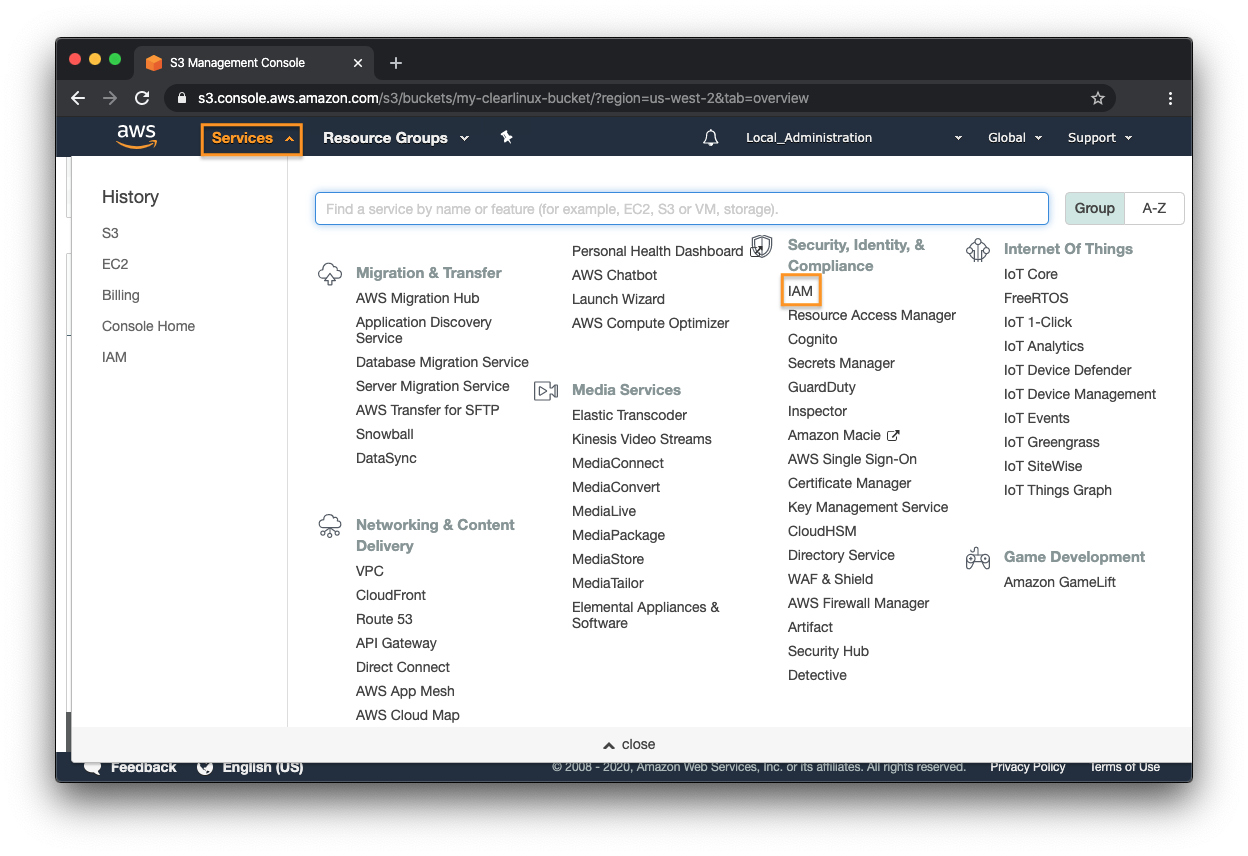 S3 Management Console
s3.console.aws.amazon.com/s3/buckets/my-clearlinux-bucket/?region=us-west-2&tab=overview
aws
Services
Resource Groups
Local_Administration
Global
Support
History
S3
EC2
Billing
Console Home
IAM
Find a service by name or feature (for example, EC2, S3 or VM, storage).
Group
A-Z
Migration & Transfer
AWS Migration Hub
Application Discovery
Service
Database Migration Service
Server Migration Service
AWS Transfer for SFTP
Snowball
DataSync
Networking & Content
Delivery
VPC
CloudFront
Route 53
API Gateway
Direct Connect
AWS App Mesh
AWS Cloud Map
Personal Health Dashboard
AWS Chatbot
Launch Wizard
AWS Compute Optimizer
Media Services
Elastic Transcoder
Kinesis Video Streams
MediaConnect
MediaConvert
MediaLive
MediaPackage
MediaStore
MediaTailor
Elemental Appliances &
Software
Security, Identity, &
Compliance
IAM
Resource Access Manager
Cognito
Secrets Manager
GuardDuty
Inspector
Amazon Macie
AWS Single Sign-On
Certificate Manager
Key Management Service
CloudHSM
Directory Service
WAF & Shield
AWS Firewall Manager
Artifact
Security Hub
Detective
Internet Of Things
IoT Core
FreeRTOS
IoT 1-Click
IoT Analytics
IoT Device Defender
IoT Device Management
IoT Events
IoT Greengrass
IoT SiteWise
IoT Things Graph
Game Development
Amazon GameLift
close
Feedback
English (US)
© 2008 - 2020, Amazon Web Services, Inc. or its affiliates. All rights reserved.
Privacy Policy
Terms of Use